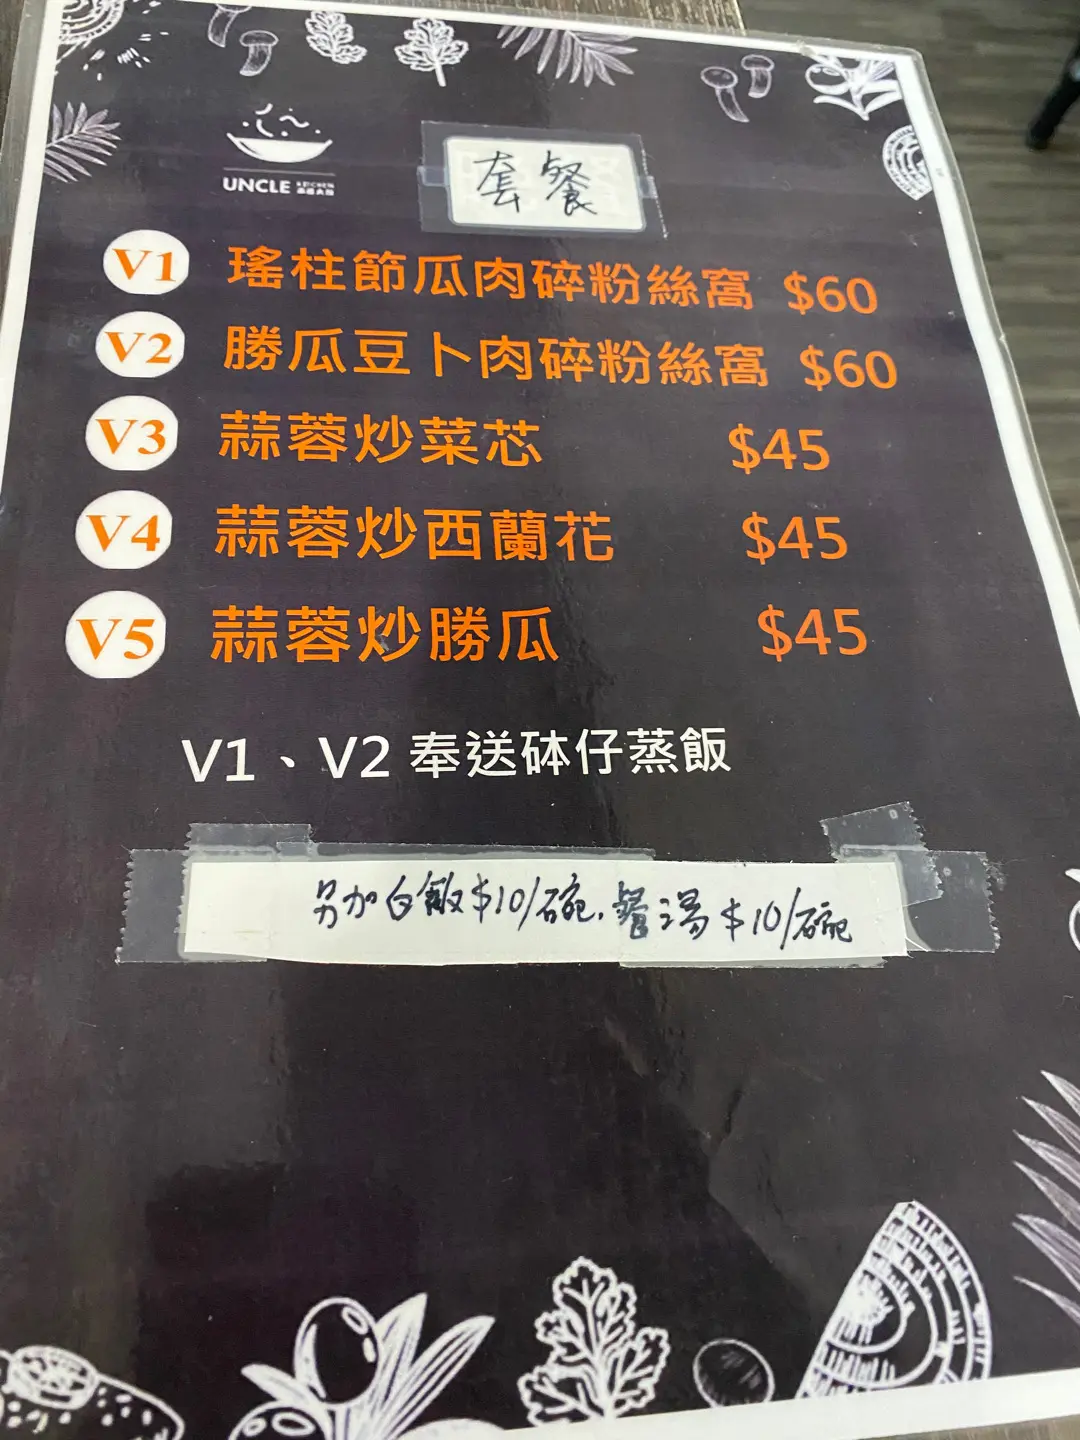 套餐
UNCLE KITCHEN
V1 瑤柱節瓜肉碎粉絲窩 $60
V2 勝瓜豆卜肉碎粉絲窩 $60
V3 蒜蓉炒菜芯 $45
V4 蒜蓉炒西蘭花 $45
V5 蒜蓉炒勝瓜 $45
V1、V2 奉送砵仔蒸飯
另加白飯$10/碗. 餐湯$10/碗